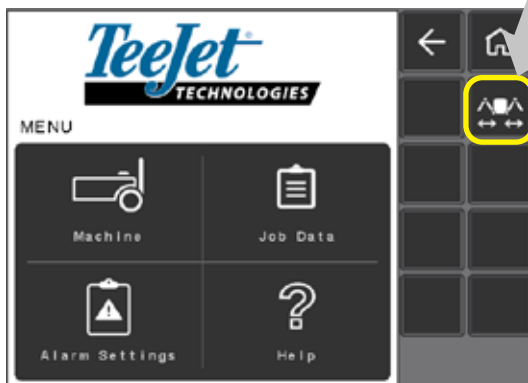 TeeJet
TECHNOLOGIES
MENU
Machine
Job Data
Alarm Settings
Help